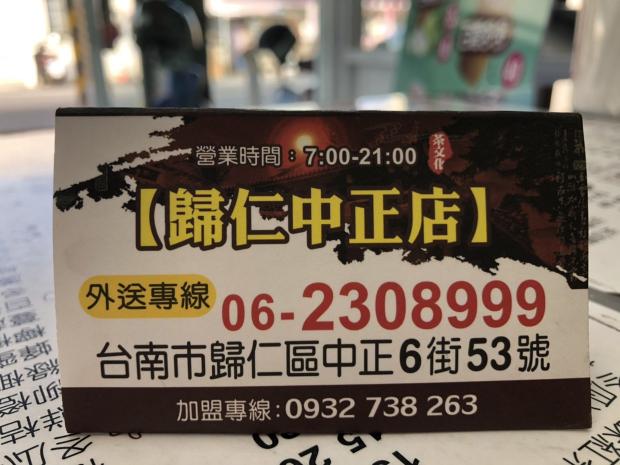 營業時間：7:00-21:00
茶文化
【歸仁中正店】
外送專線 06-2308999
台南市歸仁區中正6街53號
加盟專線:0932 738 263